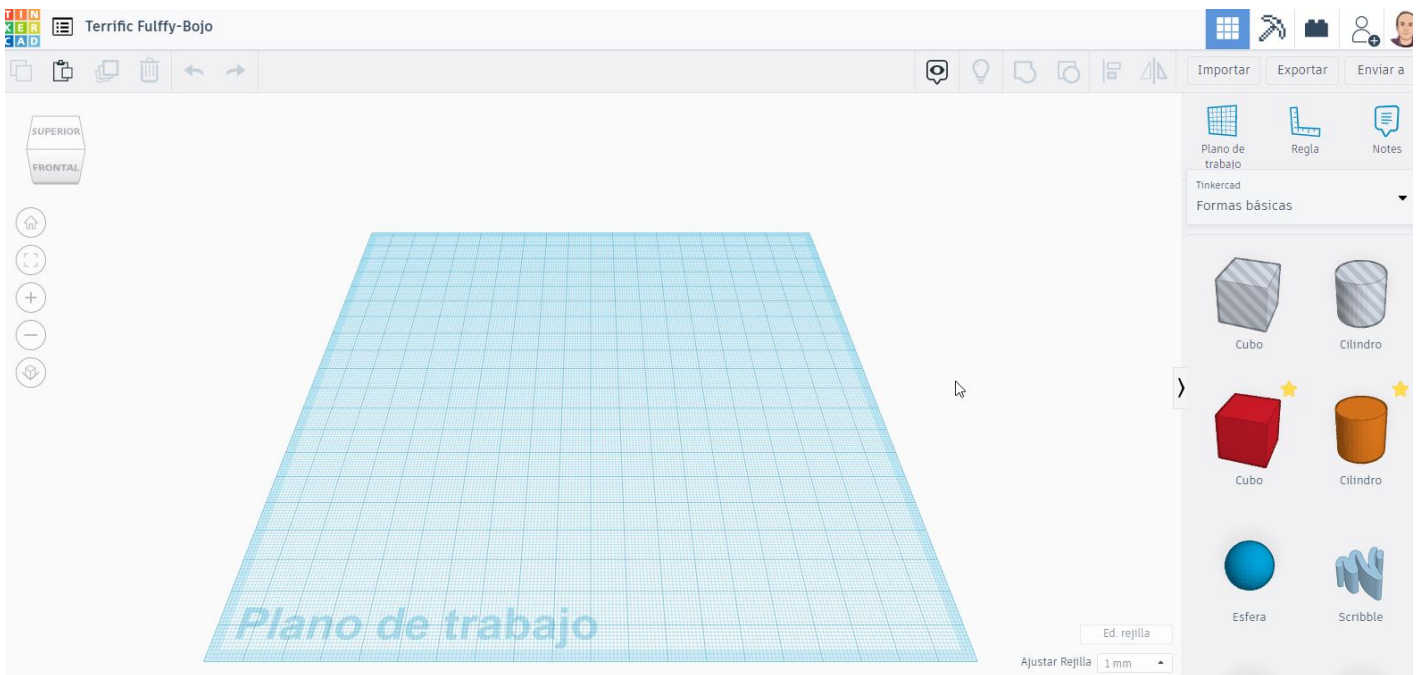 TIN
KER
CAD
Terrific Fulffy-Bojo
Importar
Exportar
Enviar a
SUPERIOR
FRONTAL
Plano de
trabajo
Regla
Notes
Tinkercad
Formas básicas
Cubo
Cilindro
Cubo
Cilindro
Esfera
Scribble
Plano de trabajo
Ed. rejilla
Ajustar Rejilla
1 mm